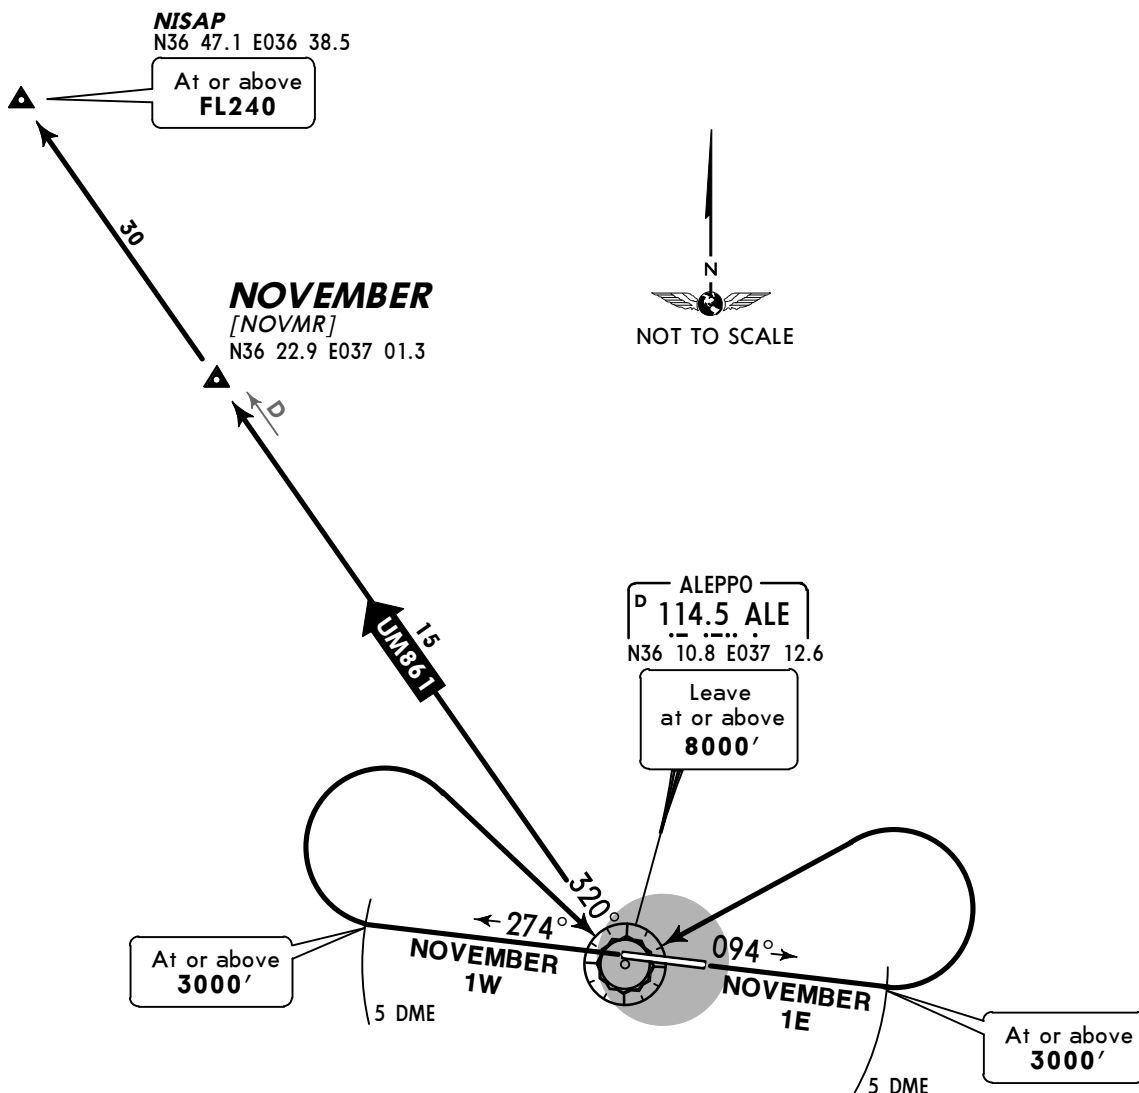 NISAP
N36 47.1 E036 38.5
At or above
FL240
30
NOVEMBER
[NOVMR]
N36 22.9 E037 01.3
D
N
NOT TO SCALE
15
UM861
ALEPPO
D 114.5 ALE
N36 10.8 E037 12.6
Leave
at or above
8000'
320°
274°
NOVEMBER
1W
094°
NOVEMBER
1E
At or above
3000'
5 DME
At or above
3000'
5 DME